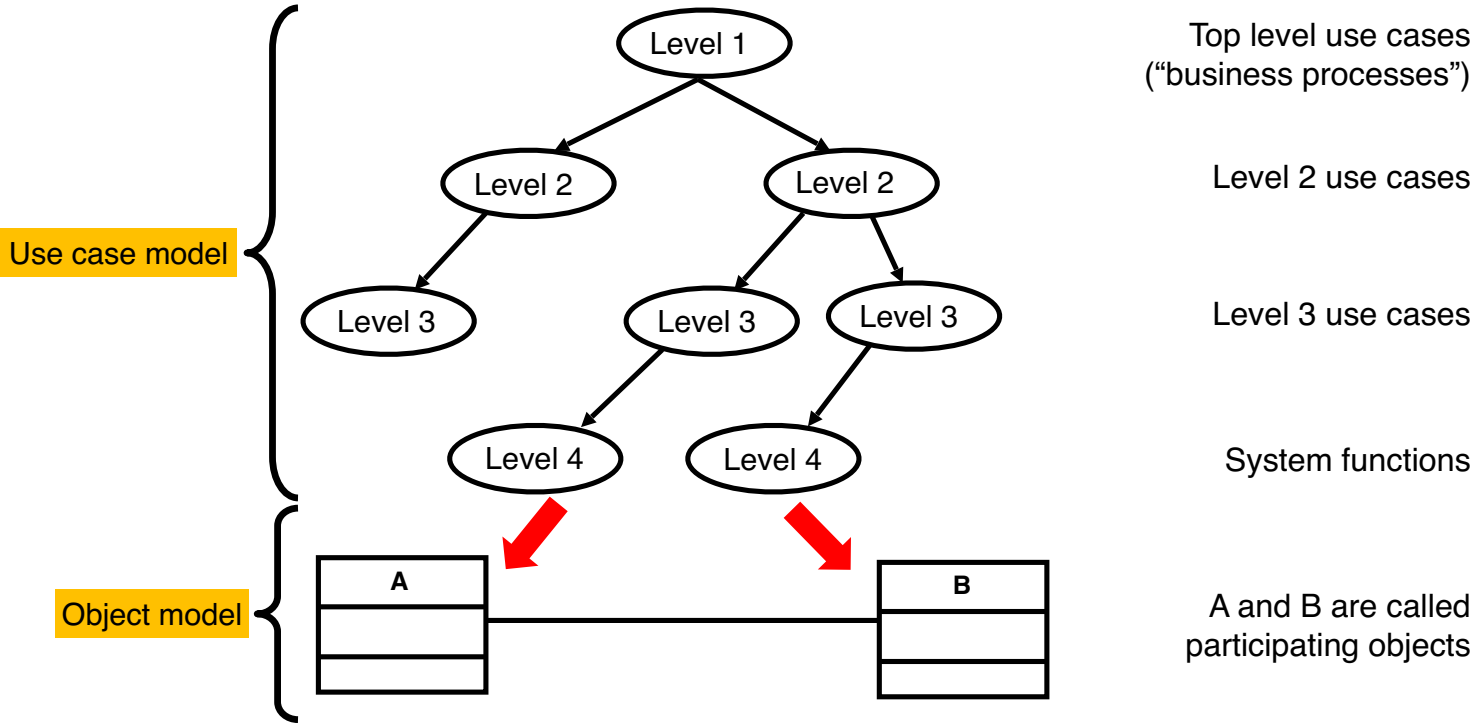 Level 1
Top level use cases
(“business processes”)
Level 2
Level 2
Level 2 use cases
Use case model
Level 3
Level 3
Level 3
Level 3 use cases
Level 4
Level 4
System functions
A
B
Object model
A and B are called
participating objects